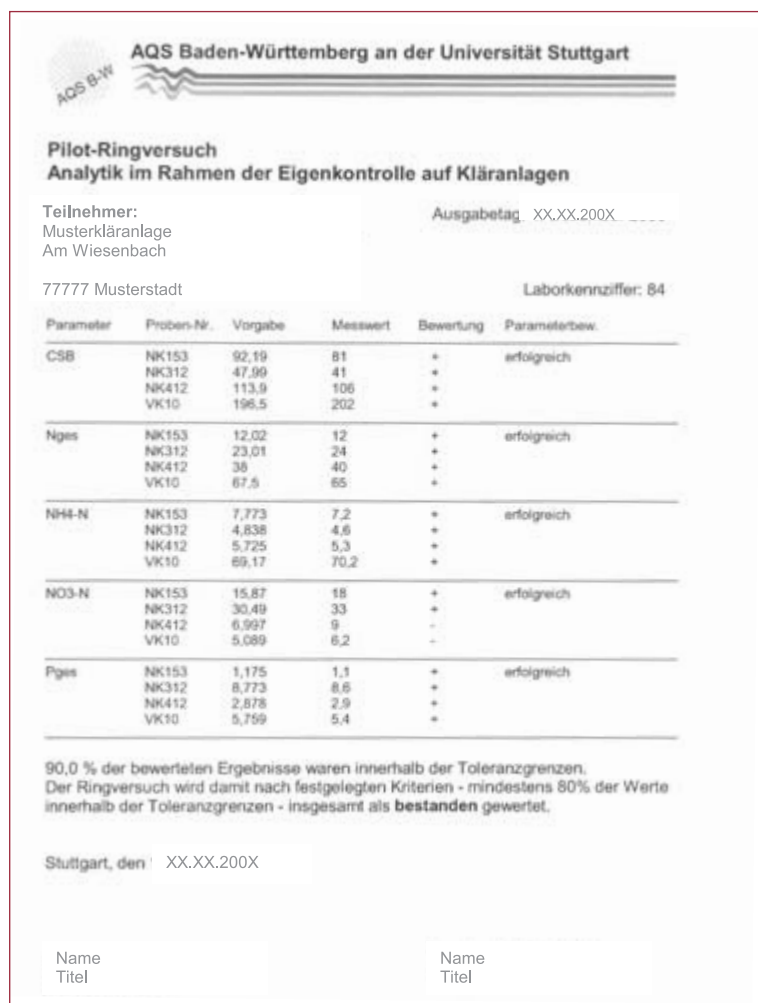 AQS Baden-Württemberg an der Universität Stuttgart
AQS B-W
Pilot-Ringversuch
Analytik im Rahmen der Eigenkontrolle auf Kläranlagen
Teilnehmer: Ausgabetag XX.XX.200X
Musterkläranlage
Am Wiesenbach
77777 Musterstadt Laborkennziffer: 84
Parameter Proben-Nr. Vorgabe Messwert Bewertung Parameterbew.
CSB NK153 92,19 81 + erfolgreich
NK312 47,99 41 +
NK412 113,9 106 +
VK10 196,5 202 +
Nges NK153 12,02 12 + erfolgreich
NK312 23,01 24 +
NK412 38 40 +
VK10 67,5 65 +
NH4-N NK153 7,773 7,2 + erfolgreich
NK312 4,838 4,6 +
NK412 5,725 5,3 +
VK10 69,17 70,2 +
NO3-N NK153 15,87 18 + erfolgreich
NK312 30,49 33 +
NK412 6,997 9 -
VK10 5,089 6,2 -
Pges NK153 1,175 1,1 + erfolgreich
NK312 8,773 8,6 +
NK412 2,878 2,9 +
VK10 5,759 5,4 +
90,0 % der bewerteten Ergebnisse waren innerhalb der Toleranzgrenzen.
Der Ringversuch wird damit nach festgelegten Kriterien - mindestens 80% der Werte
innerhalb der Toleranzgrenzen - insgesamt als bestanden gewertet.
Stuttgart, den XX.XX.200X
Name Name
Titel Titel